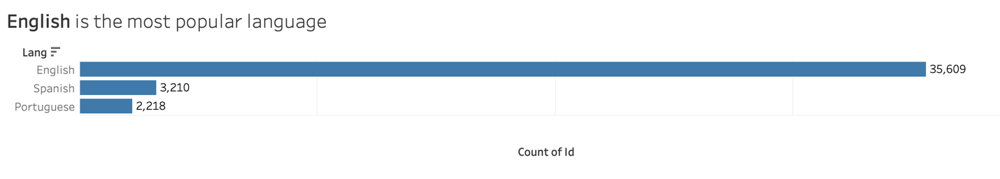 English is the most popular language
Lang
English 35,609
Spanish 3,210
Portuguese 2,218
Count of Id